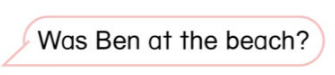 Was Ben at the beach?